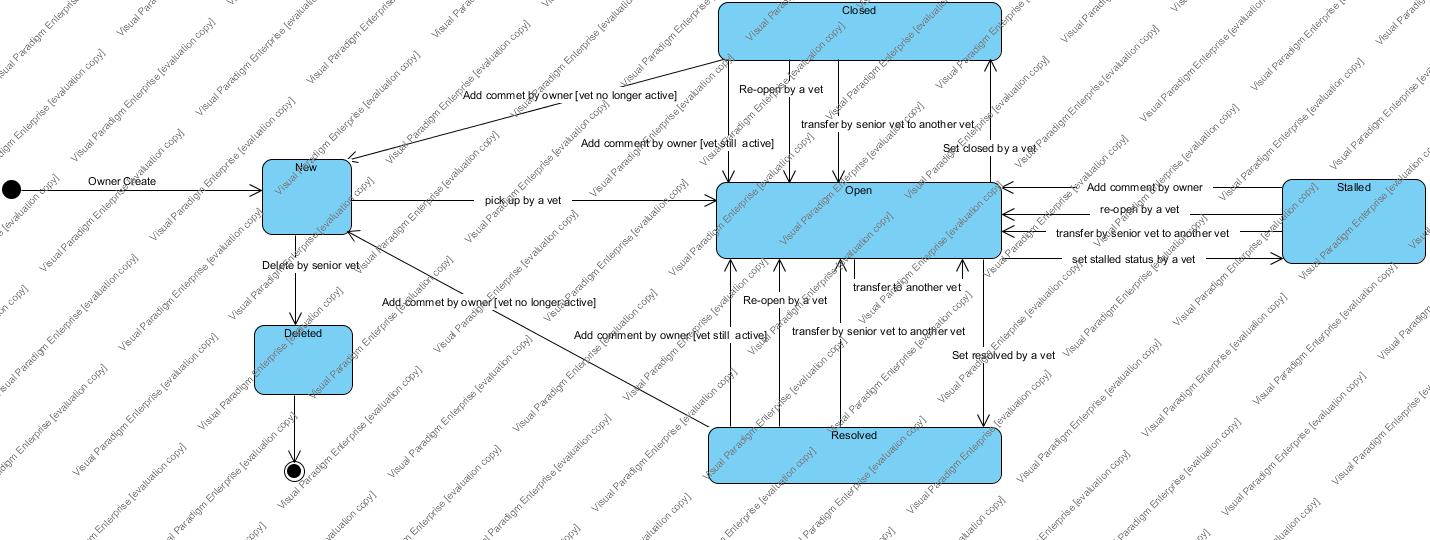 Closed
Add commet by owner [vet no longer active]
Re-open by a vet
transfer by senior vet to another vet
Add comment by owner [vet still active]
Set closed by a vet
Owner Create
New
pick up by a vet
Open
Add comment by owner
Stalled
re-open by a vet
transfer by senior vet to another vet
set stalled status by a vet
Delete by senior vet
transfer to another vet
Add commet by owner [vet no longer active]
Re-open by a vet
Add comment by owner [vet still active]
transfer by senior vet to another vet
Deleted
Set resolved by a vet
Resolved
Visual Paradigm Enterprise [evaluation copy]